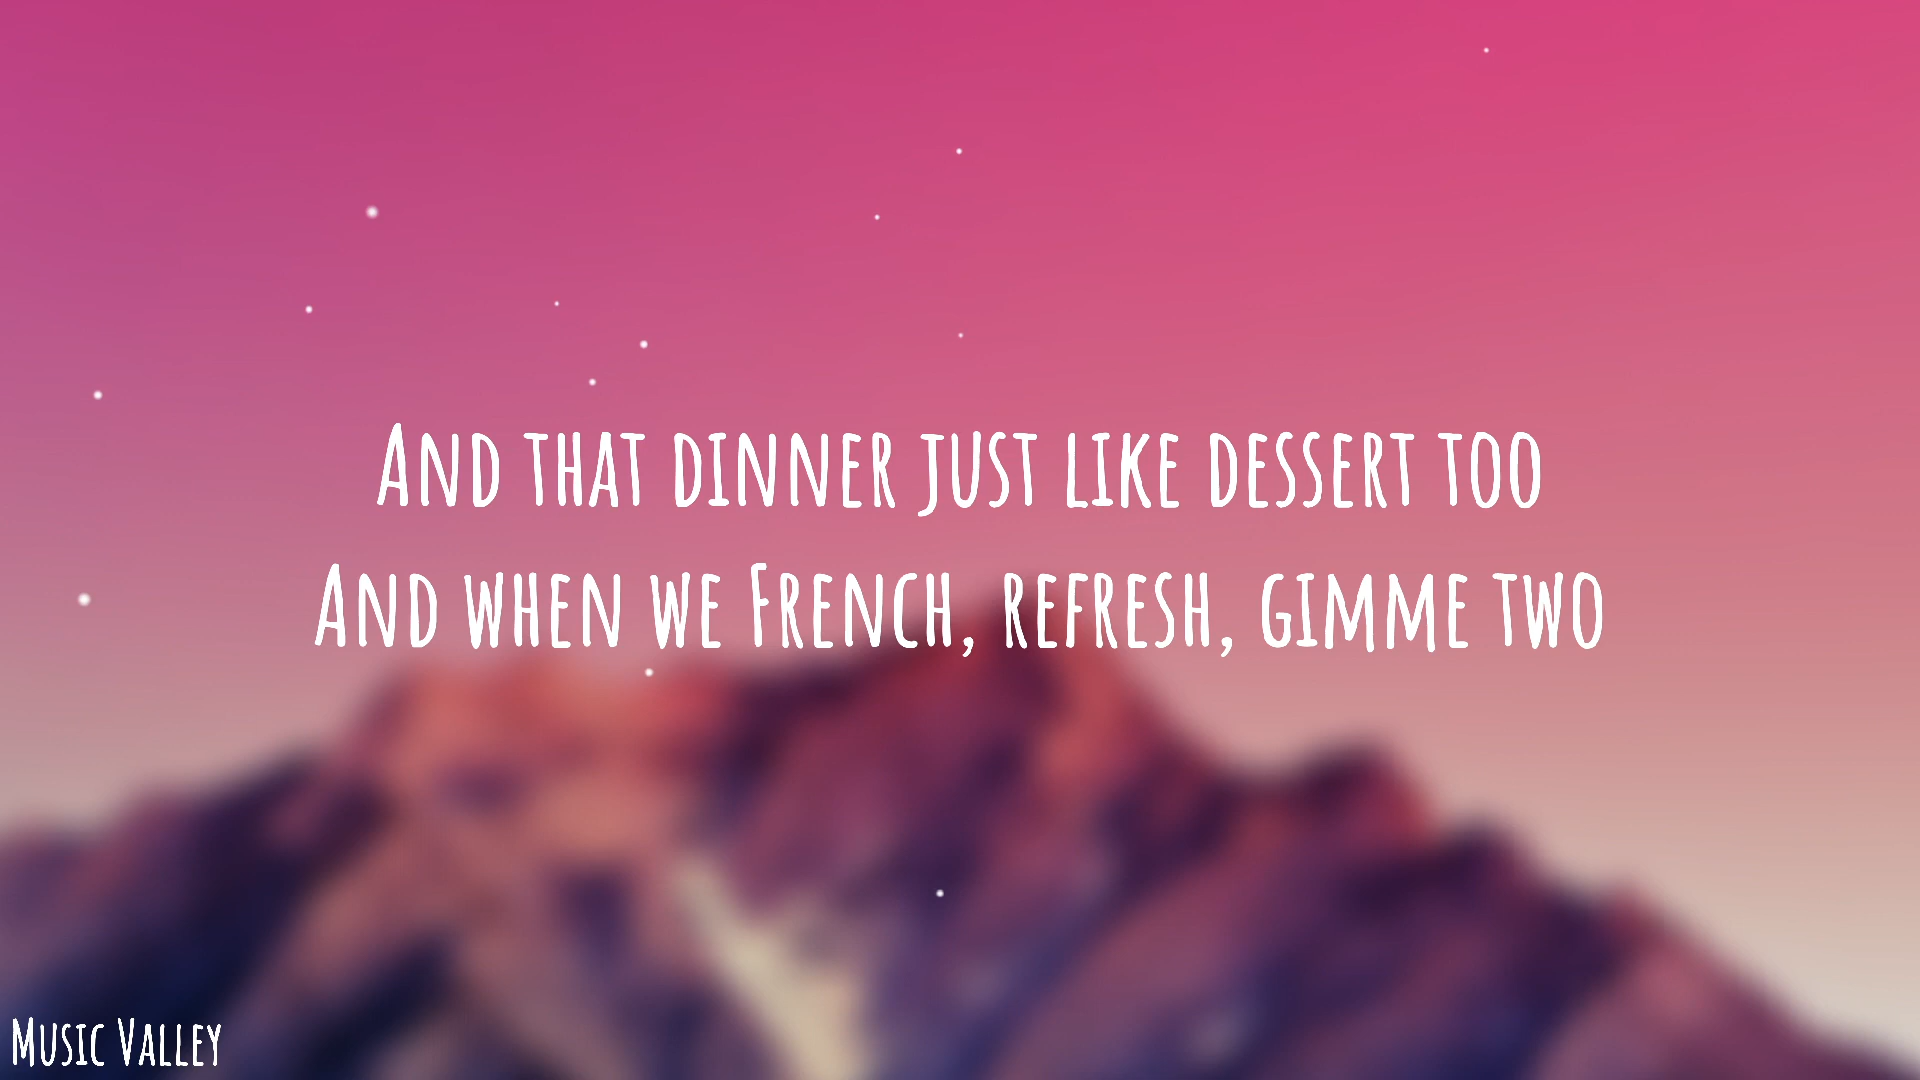 And that dinner just like dessert too
And when we French, refresh, gimme two
Music Valley